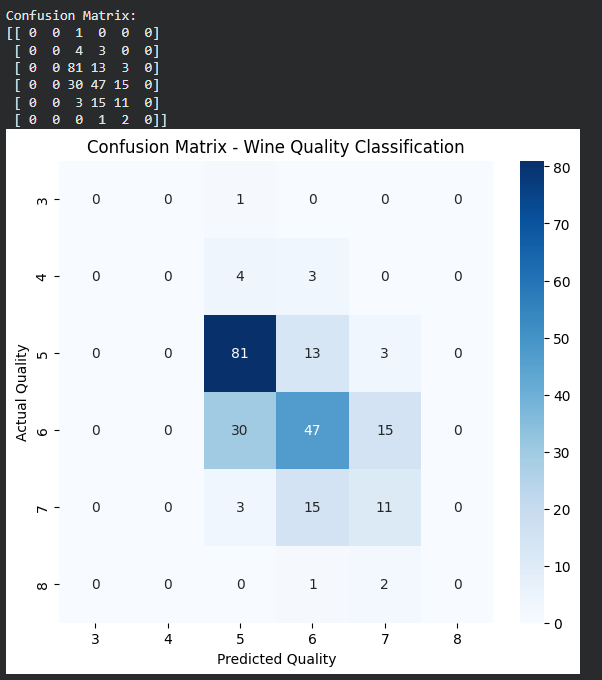 Confusion Matrix:
[[ 0  0  1  0  0  0]
 [ 0  0  4  3  0  0]
 [ 0  0 81 13  3  0]
 [ 0  0 30 47 15  0]
 [ 0  0  3 15 11  0]
 [ 0  0  0  1  2  0]]
Confusion Matrix - Wine Quality Classification
3 0 0 1 0 0 0
4 0 0 4 3 0 0
5 0 0 81 13 3 0
6 0 0 30 47 15 0
7 0 0 3 15 11 0
8 0 0 0 1 2 0
3 4 5 6 7 8
Predicted Quality
Actual Quality
80
70
60
50
40
30
20
10
0